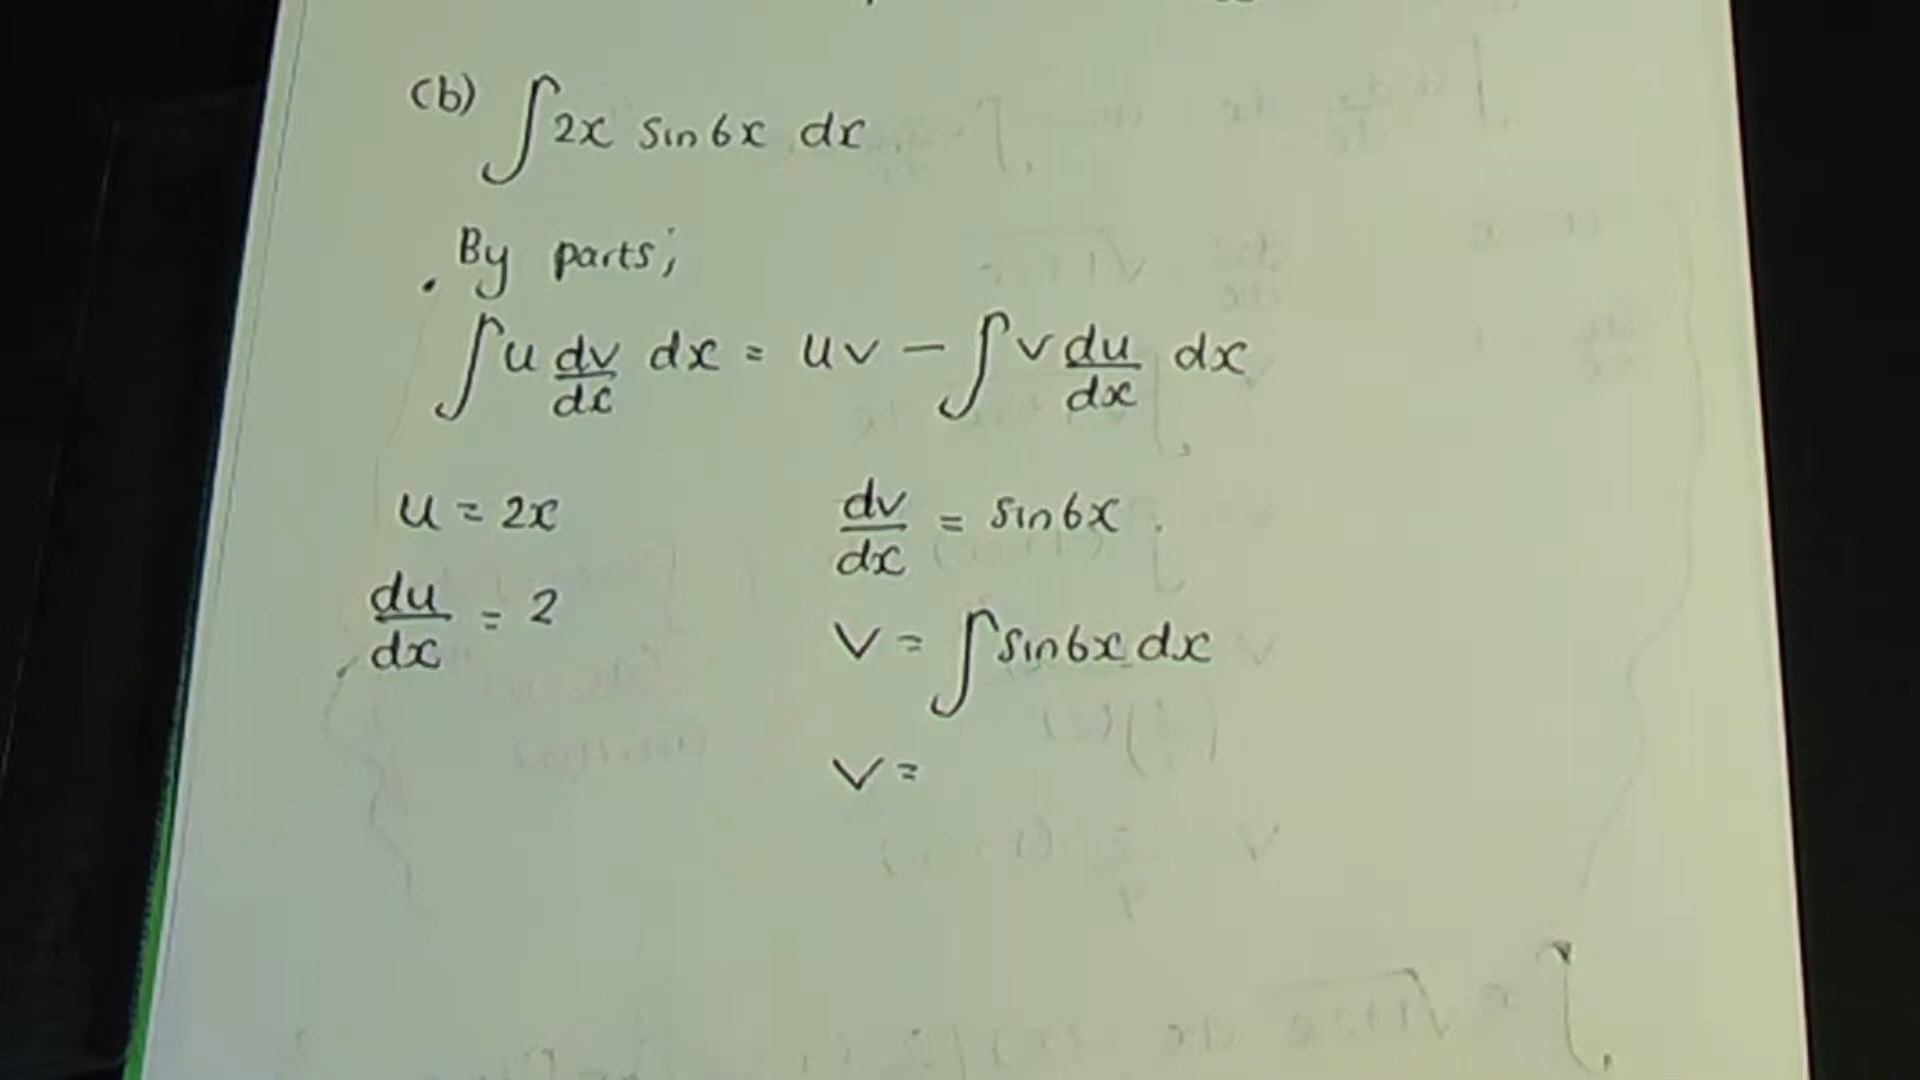 (b) ∫2x sin6x dx
By parts;
∫u dv/dx dx = uv − ∫v du/dx dx
u = 2x
dv/dx = sin6x
du/dx = 2
v = ∫sin6x dx
v =